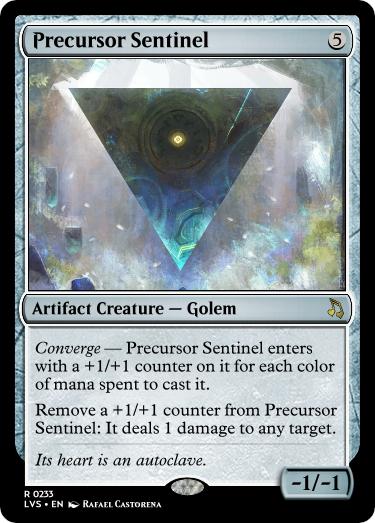 Precursor Sentinel 5
Artifact Creature — Golem
Converge — Precursor Sentinel enters
with a +1/+1 counter on it for each color
of mana spent to cast it.
Remove a +1/+1 counter from Precursor
Sentinel: It deals 1 damage to any target.
Its heart is an autoclave.
-1/-1
R 0233
LVS • EN Rafael Castorena